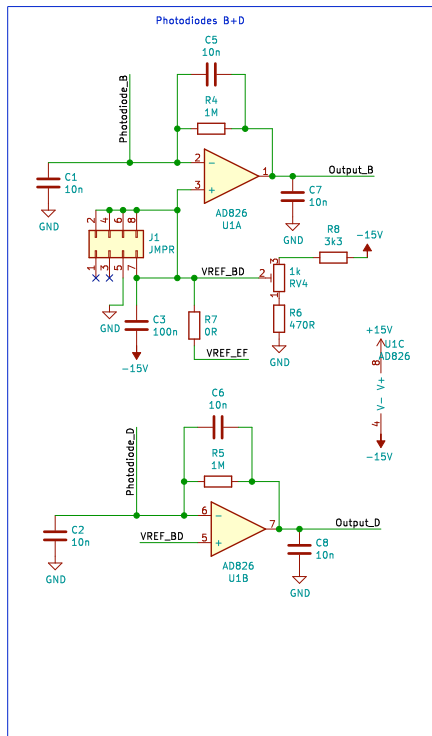 Photodiodes B+D
C5
10n
Photodiode_B
R4
1M
C1
10n
GND
2
−
1
3
+
AD826
U1A
Output_B
C7
10n
GND
2
4
6
8
J1
JMPR
1
3
5
7
GND
R8
3k3
−15V
VREF_BD
3
2
1k
RV4
1
C3
100n
−15V
R7
0R
VREF_EF
R6
470R
GND
+15V
U1C
AD826
8
V+
V−
4
−15V
C6
10n
Photodiode_D
R5
1M
C2
10n
GND
6
−
7
VREF_BD
5
+
AD826
U1B
Output_D
C8
10n
GND